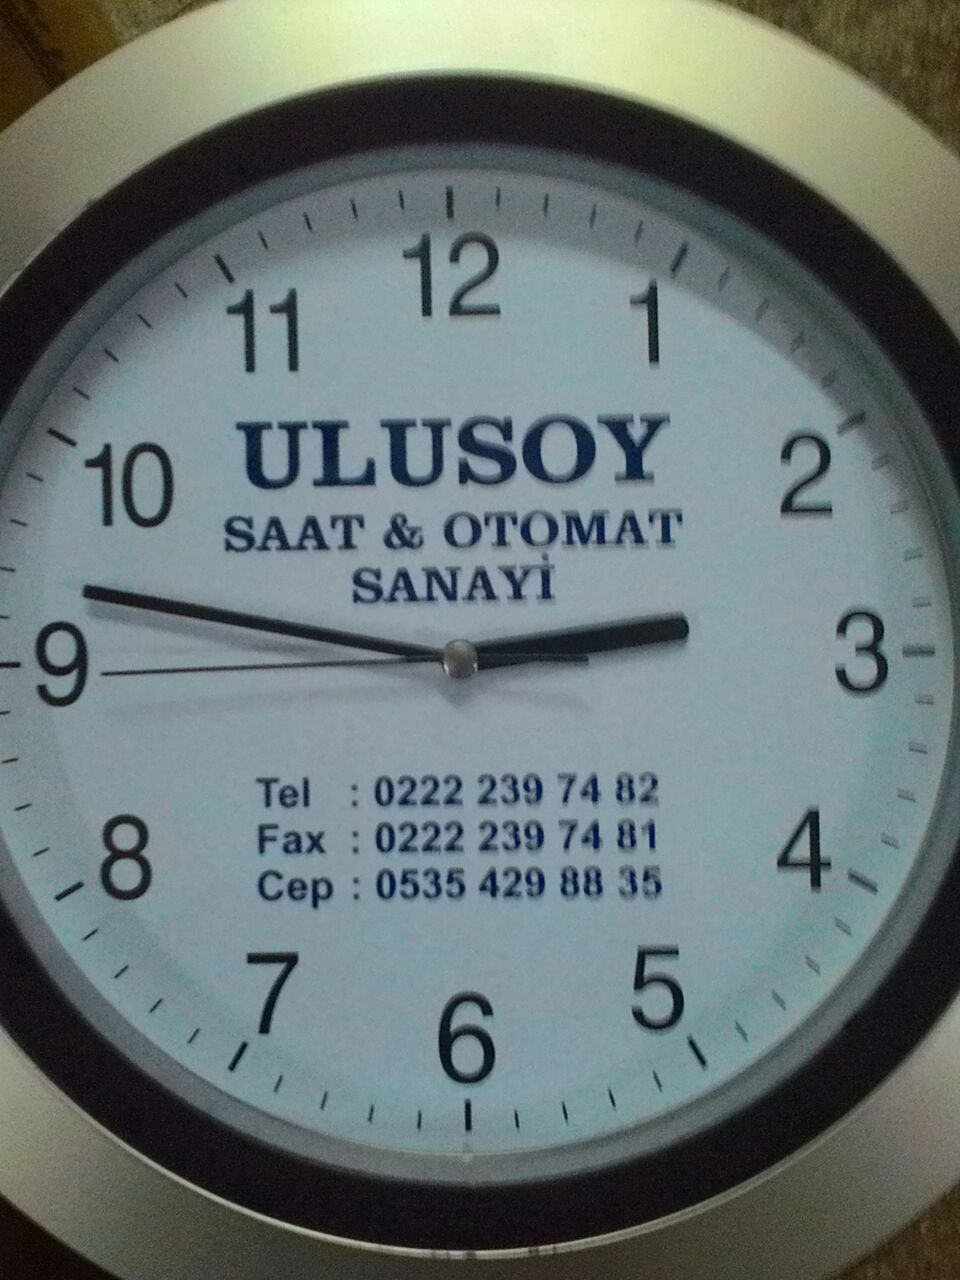 12
11
1
10
ULUSOY
2
SAAT & OTOMAT
SANAYİ
9
3
Tel : 0222 239 74 82
Fax : 0222 239 74 81
8
4
Cep : 0535 429 88 35
7
5
6